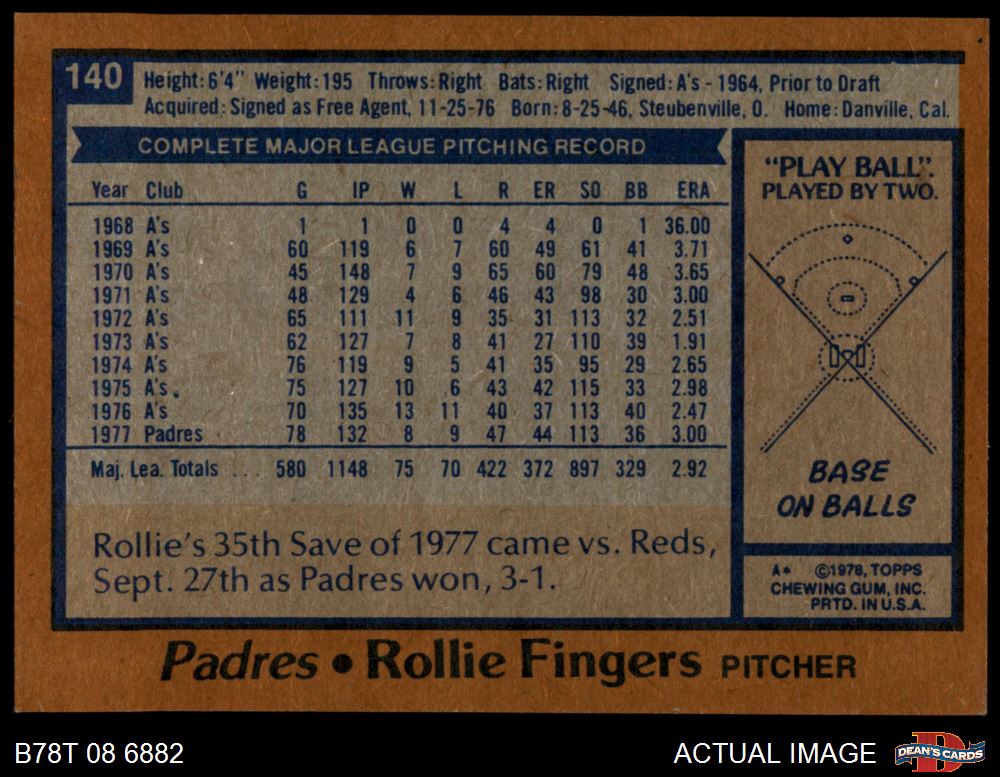 140
Height: 6'4" Weight: 195 Throws: Right Bats: Right Signed: A's - 1964, Prior to Draft
Acquired: Signed as Free Agent, 11-25-76 Born: 8-25-46, Steubenville, O. Home: Danville, Cal.
COMPLETE MAJOR LEAGUE PITCHING RECORD
Year Club G IP W L R ER SO BB ERA
1968 A's 1 1 0 0 4 4 0 1 36.00
1969 A's 60 119 6 7 60 49 61 41 3.71
1970 A's 45 148 7 9 65 60 79 48 3.65
1971 A's 48 129 4 6 46 43 98 30 3.00
1972 A's 65 111 11 9 35 31 113 32 2.51
1973 A's 62 127 7 8 41 27 110 39 1.91
1974 A's 76 119 9 5 41 35 95 29 2.65
1975 A's 75 127 10 6 43 42 115 33 2.98
1976 A's 70 135 13 11 40 37 113 40 2.47
1977 Padres 78 132 8 9 47 44 113 36 3.00
Maj. Lea. Totals ... 580 1148 75 70 422 372 897 329 2.92
Rollie's 35th Save of 1977 came vs. Reds,
Sept. 27th as Padres won, 3-1.
"PLAY BALL".
PLAYED BY TWO.
BASE
ON BALLS
A* ©1978, TOPPS
CHEWING GUM, INC.
PRTD. IN U.S.A.
Padres • Rollie Fingers PITCHER
B78T 08 6882
ACTUAL IMAGE
D
DEAN'S CARDS